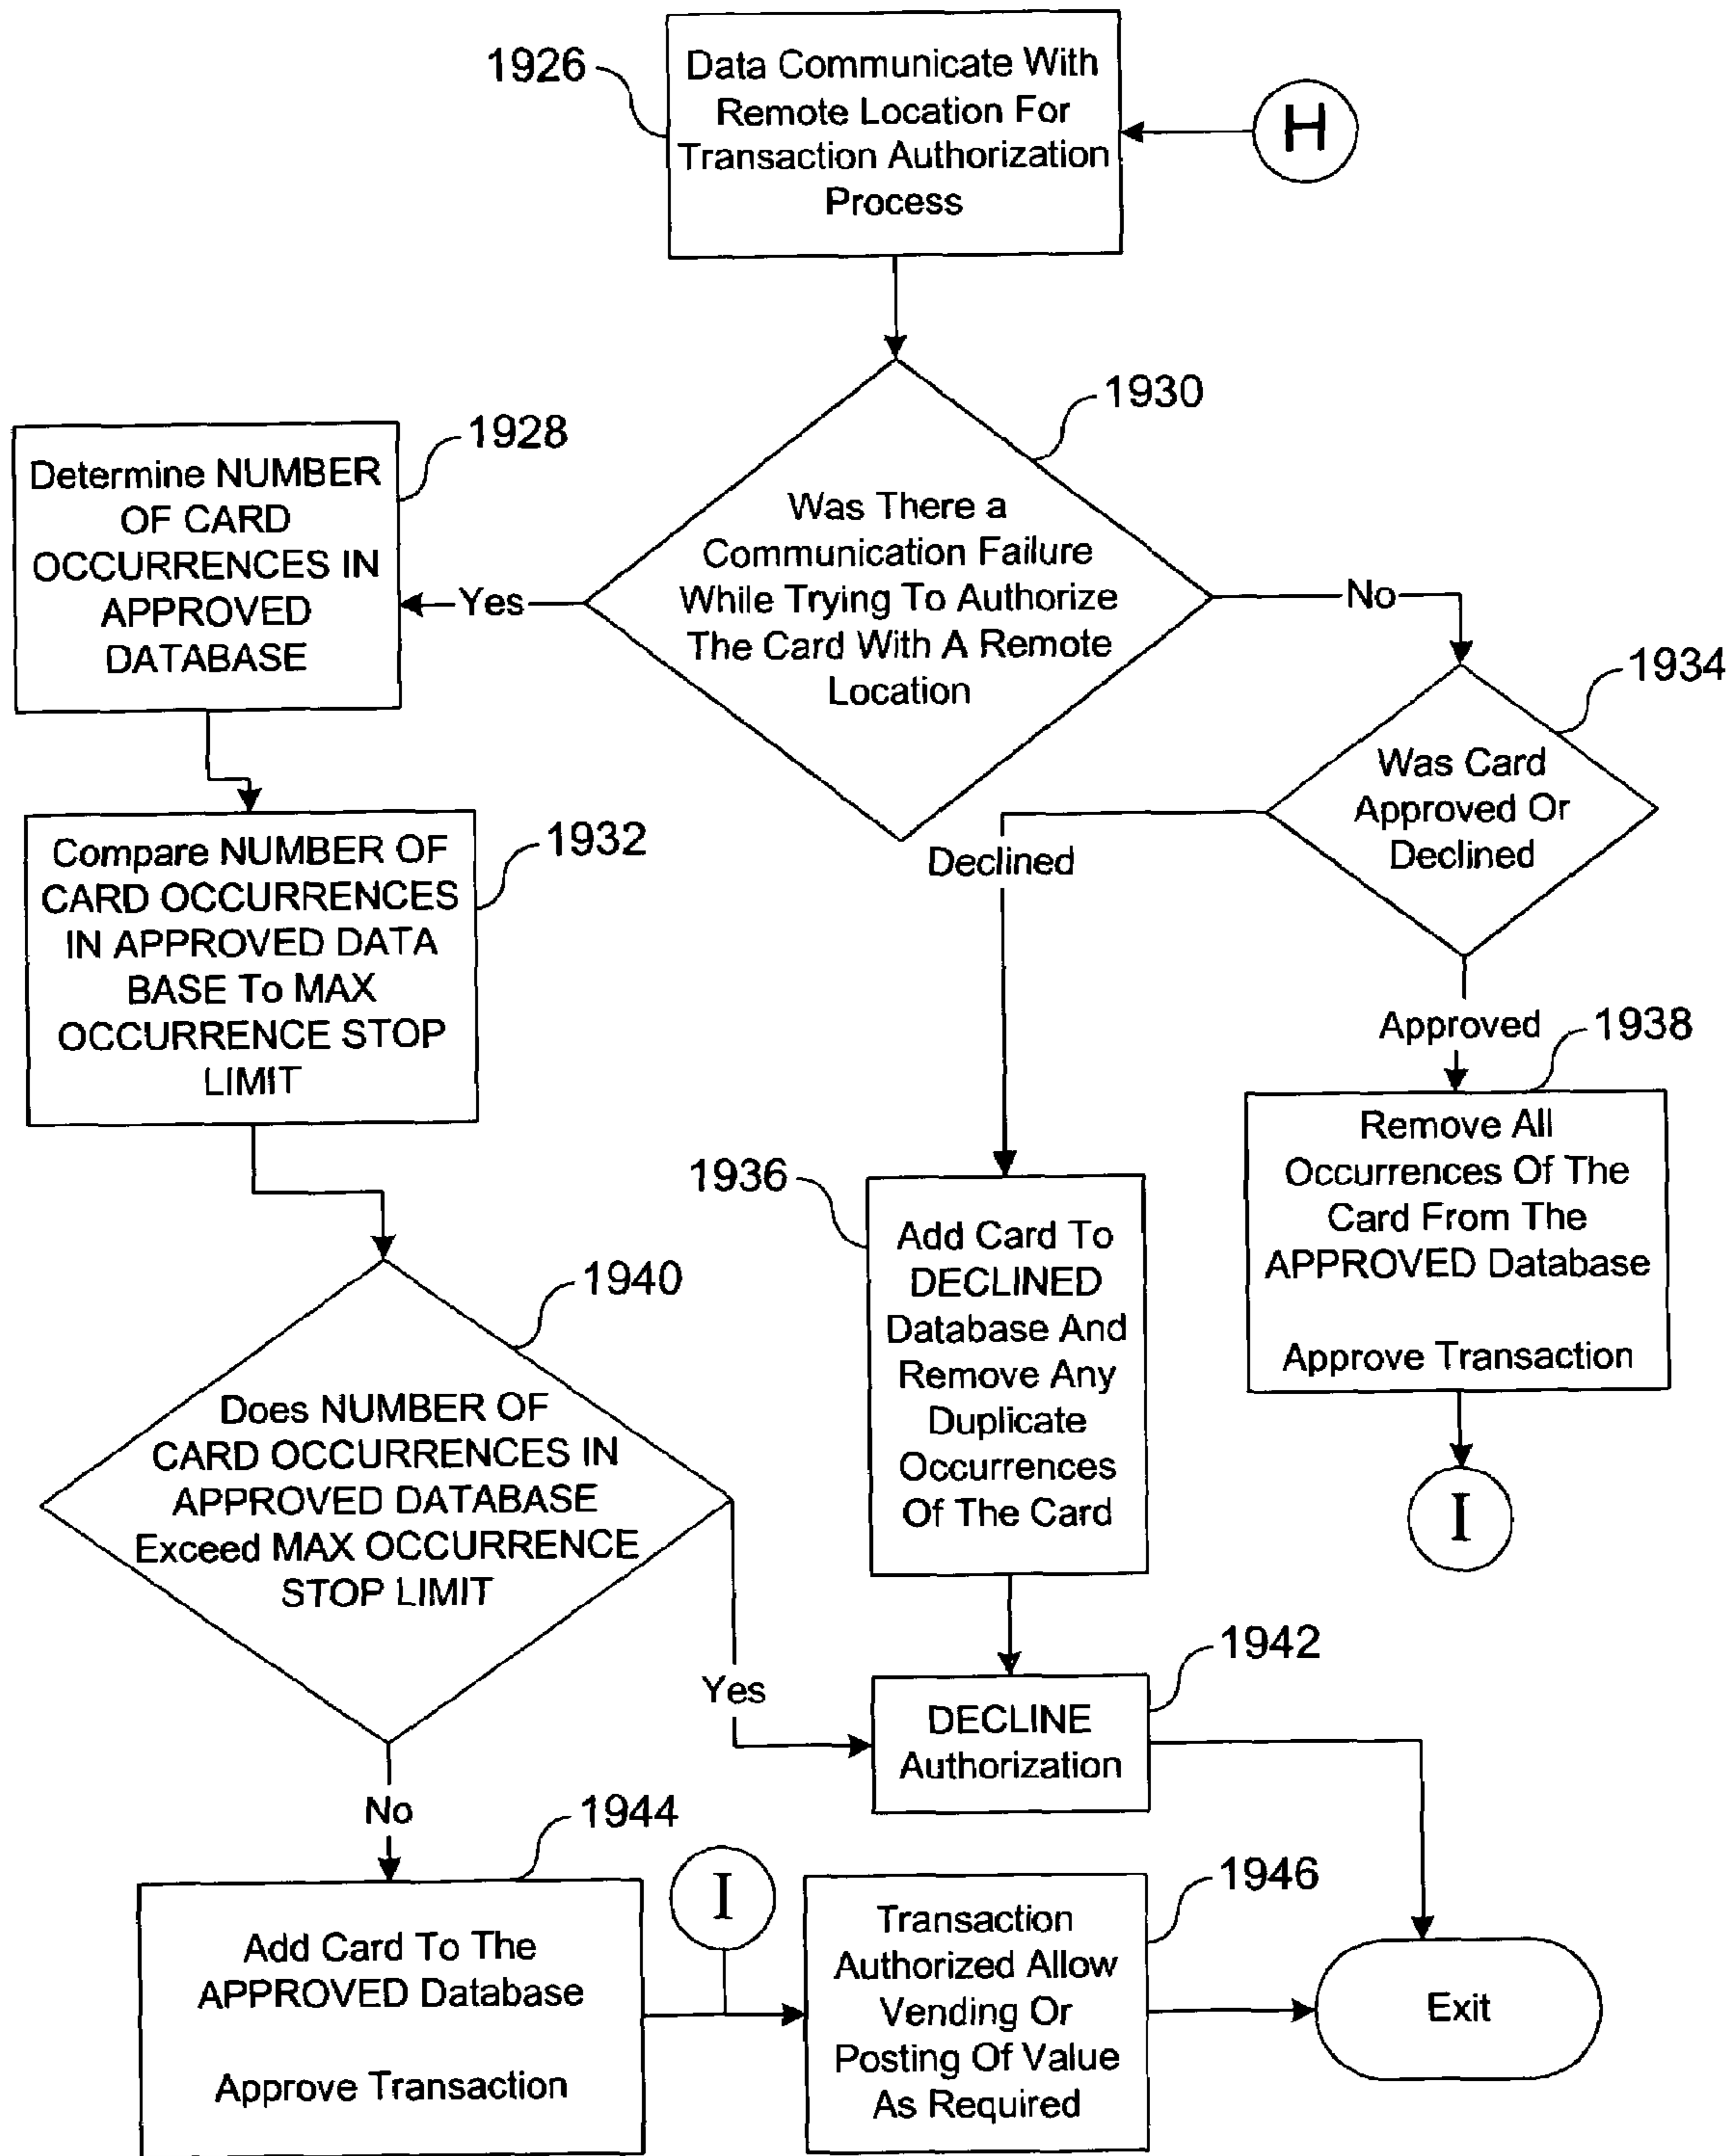 1926
Data Communicate With
Remote Location For
Transaction Authorization
Process
H
1930
Was There a
Communication Failure
While Trying To Authorize
The Card With A Remote
Location
Yes
No
1928
Determine NUMBER
OF CARD
OCCURRENCES IN
APPROVED
DATABASE
1934
Was Card
Approved Or
Declined
Declined
Approved
1932
Compare NUMBER OF
CARD OCCURRENCES
IN APPROVED DATA
BASE To MAX
OCCURRENCE STOP
LIMIT
1938
Remove All
Occurrences Of The
Card From The
APPROVED Database
Approve Transaction
I
1936
Add Card To
DECLINED
Database And
Remove Any
Duplicate
Occurrences
Of The Card
1940
Does NUMBER OF
CARD OCCURRENCES IN
APPROVED DATABASE
Exceed MAX OCCURRENCE
STOP LIMIT
Yes
No
1942
DECLINE
Authorization
1944
Add Card To The
APPROVED Database
Approve Transaction
I
1946
Transaction
Authorized Allow
Vending Or
Posting Of Value
As Required
Exit